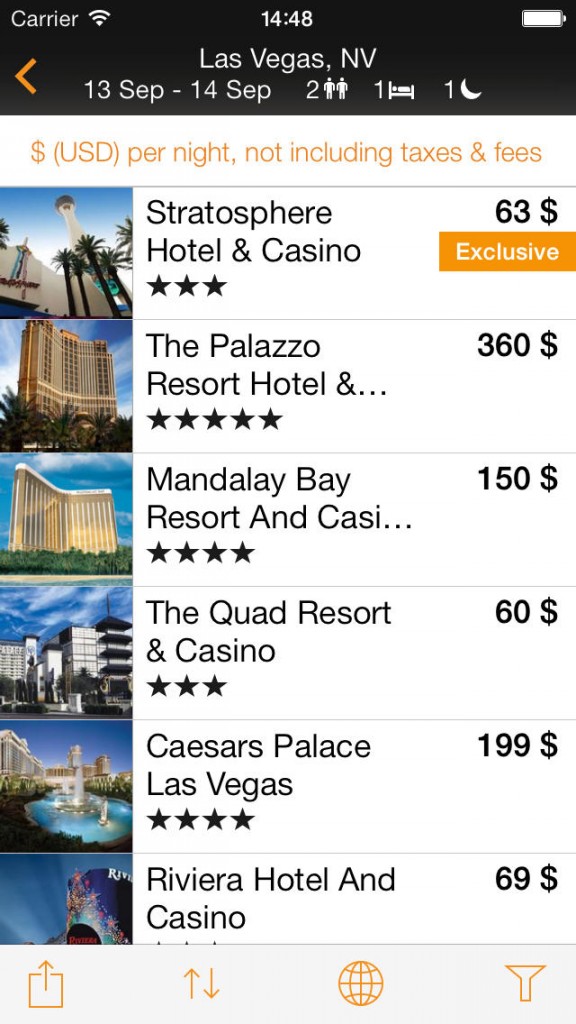 Carrier 14:48
Las Vegas, NV
13 Sep - 14 Sep 2 1 1
$ (USD) per night, not including taxes & fees
Stratosphere 63 $
Hotel & Casino Exclusive
The Palazzo 360 $
Resort Hotel &...
Mandalay Bay 150 $
Resort And Casi...
The Quad Resort 60 $
& Casino
Caesars Palace 199 $
Las Vegas
Riviera Hotel And 69 $
Casino